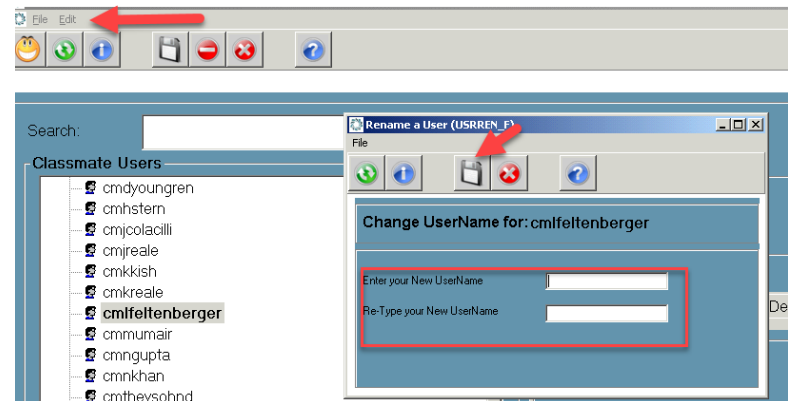 File Edit
Search:
Classmate Users
cmdyoungren
cmhstern
cmjcolacilli
cmjreale
cmkkish
cmkreale
cmlfeltenberger
cmmumair
cmngupta
cmnkhan
cmtheysohnd
Rename a User (USRREN_F)
File
Change UserName for: cmlfeltenberger
Enter your New UserName
Re-Type your New UserName
De